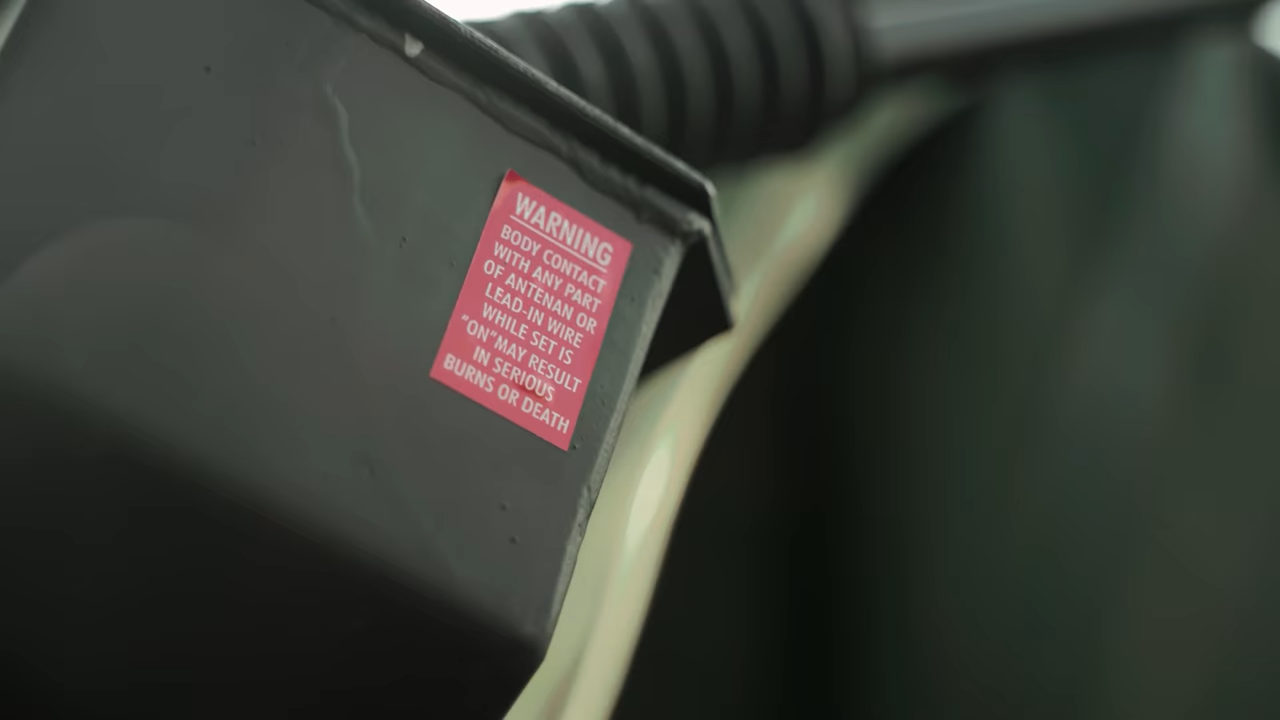 WARNING
BODY CONTACT
WITH ANY PART
OF ANTENAN OR
LEAD-IN WIRE
WHILE SET IS
"ON"MAY RESULT
IN SERIOUS
BURNS OR DEATH